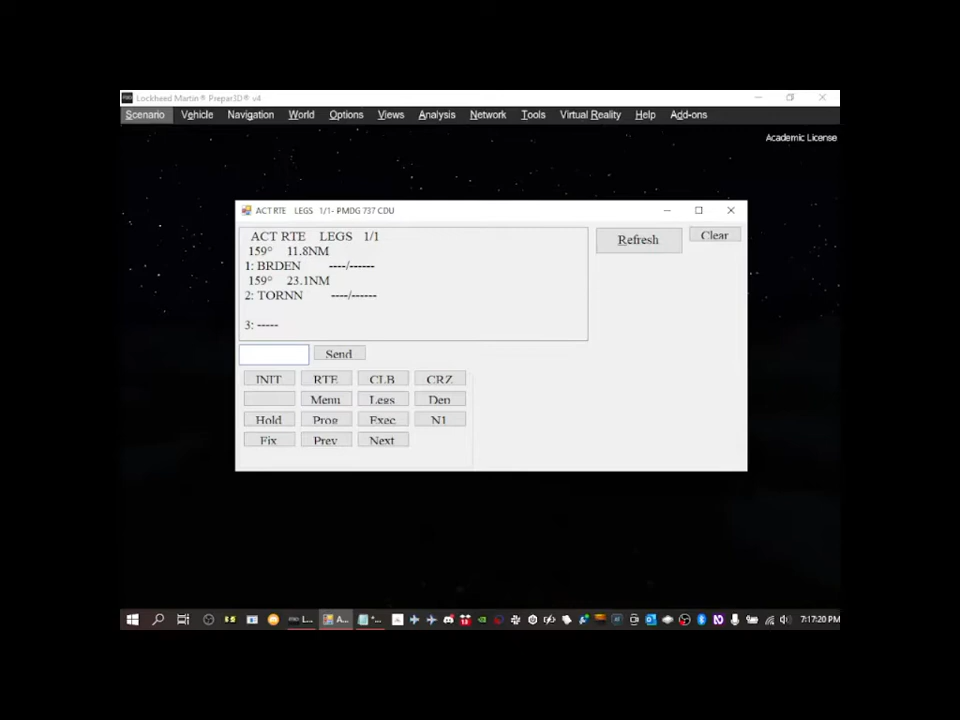 Lockheed Martin® Prepar3D® v4
Scenario Vehicle Navigation World Options Views Analysis Network Tools Virtual Reality Help Add-ons
Academic License
ACT RTE LEGS 1/1- PMDG 737 CDU
ACT RTE LEGS 1/1
159° 11.8NM
1: BRDEN ----/------
159° 23.1NM
2: TORNN ----/------
3: -----
Refresh Clear
Send
INIT RTE CLB CRZ
Menu Legs Dep
Hold Prog Exec N1
Fix Prev Next
L... A...
7:17:20 PM